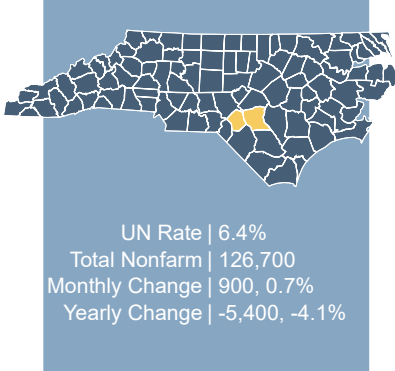 UN Rate | 6.4%
Total Nonfarm | 126,700
Monthly Change | 900, 0.7%
Yearly Change | -5,400, -4.1%